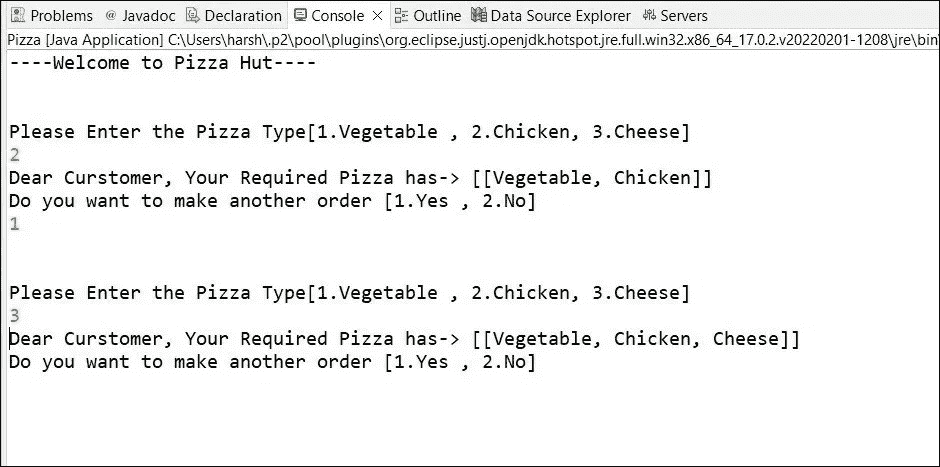 Problems @ Javadoc Declaration Console Outline Data Source Explorer Servers
Pizza [Java Application] C:\Users\harsh\.p2\pool\plugins\org.eclipse.justj.openjdk.hotspot.jre.full.win32.x86_64_17.0.2.v20220201-1208\jre\bin\
----Welcome to Pizza Hut----
Please Enter the Pizza Type[1.Vegetable , 2.Chicken, 3.Cheese]
2
Dear Curstomer, Your Required Pizza has-> [[Vegetable, Chicken]]
Do you want to make another order [1.Yes , 2.No]
1
Please Enter the Pizza Type[1.Vegetable , 2.Chicken, 3.Cheese]
3
Dear Curstomer, Your Required Pizza has-> [[Vegetable, Chicken, Cheese]]
Do you want to make another order [1.Yes , 2.No]